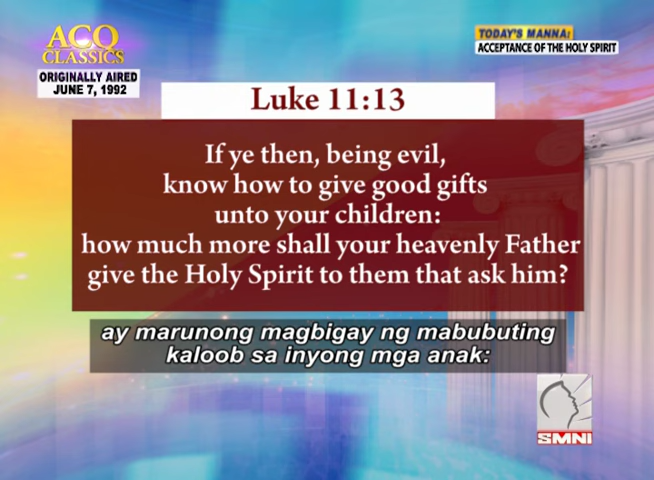 ACQ
CLASSICS
ORIGINALLY AIRED
JUNE 7, 1992
TODAY'S MANNA:
ACCEPTANCE OF THE HOLY SPIRIT
Luke 11:13
If ye then, being evil,
know how to give good gifts
unto your children:
how much more shall your heavenly Father
give the Holy Spirit to them that ask him?
ay marunong magbigay ng mabubuting
kaloob sa inyong mga anak:
SMNI